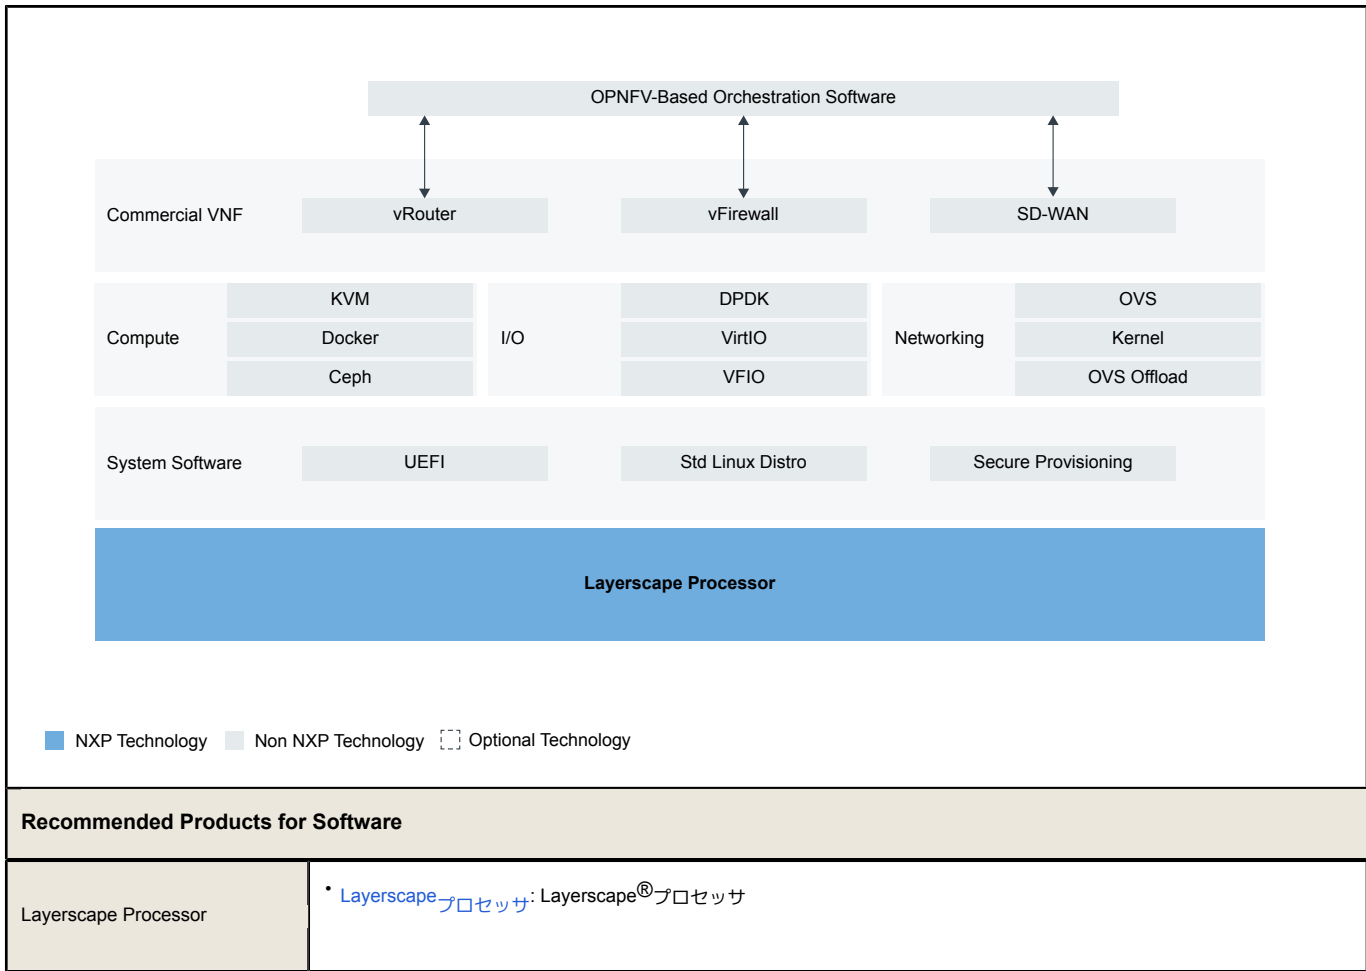 OPNFV-Based Orchestration Software
Commercial VNF
vRouter
vFirewall
SD-WAN
Compute
KVM
Docker
Ceph
I/O
DPDK
VirtIO
VFIO
Networking
OVS
Kernel
OVS Offload
System Software
UEFI
Std Linux Distro
Secure Provisioning
Layerscape Processor
NXP Technology
Non NXP Technology
Optional Technology
Recommended Products for Software
Layerscape Processor
• Layerscapeプロセッサ: Layerscape®プロセッサ